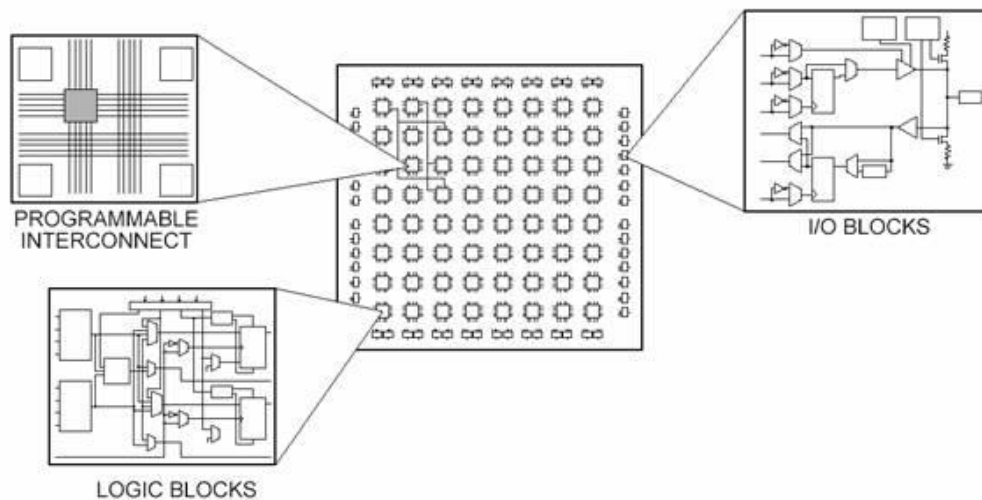 PROGRAMMABLE
INTERCONNECT
I/O BLOCKS
LOGIC BLOCKS